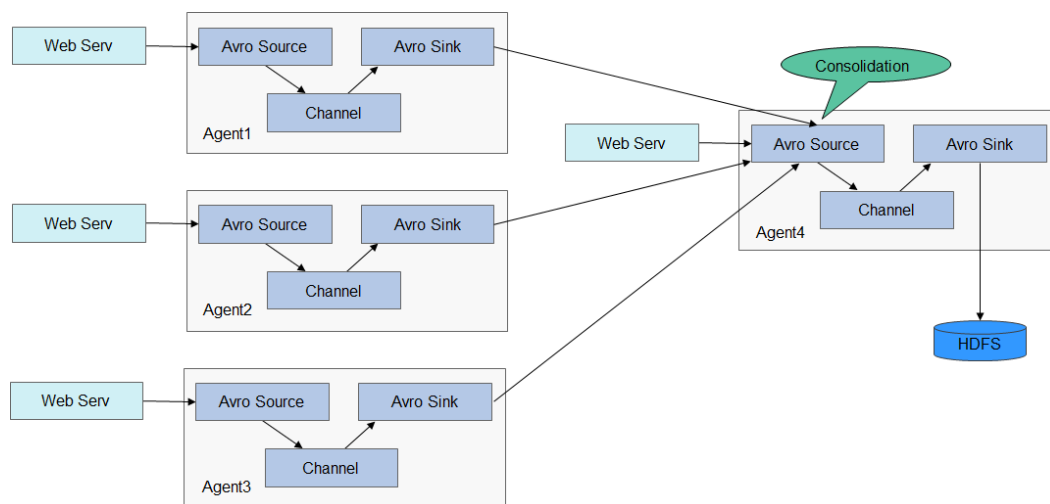 Web Serv
Avro Source
Avro Sink
Channel
Agent1
Consolidation
Web Serv
Avro Source
Avro Sink
Channel
Agent4
Web Serv
Avro Source
Avro Sink
Channel
Agent2
HDFS
Web Serv
Avro Source
Avro Sink
Channel
Agent3